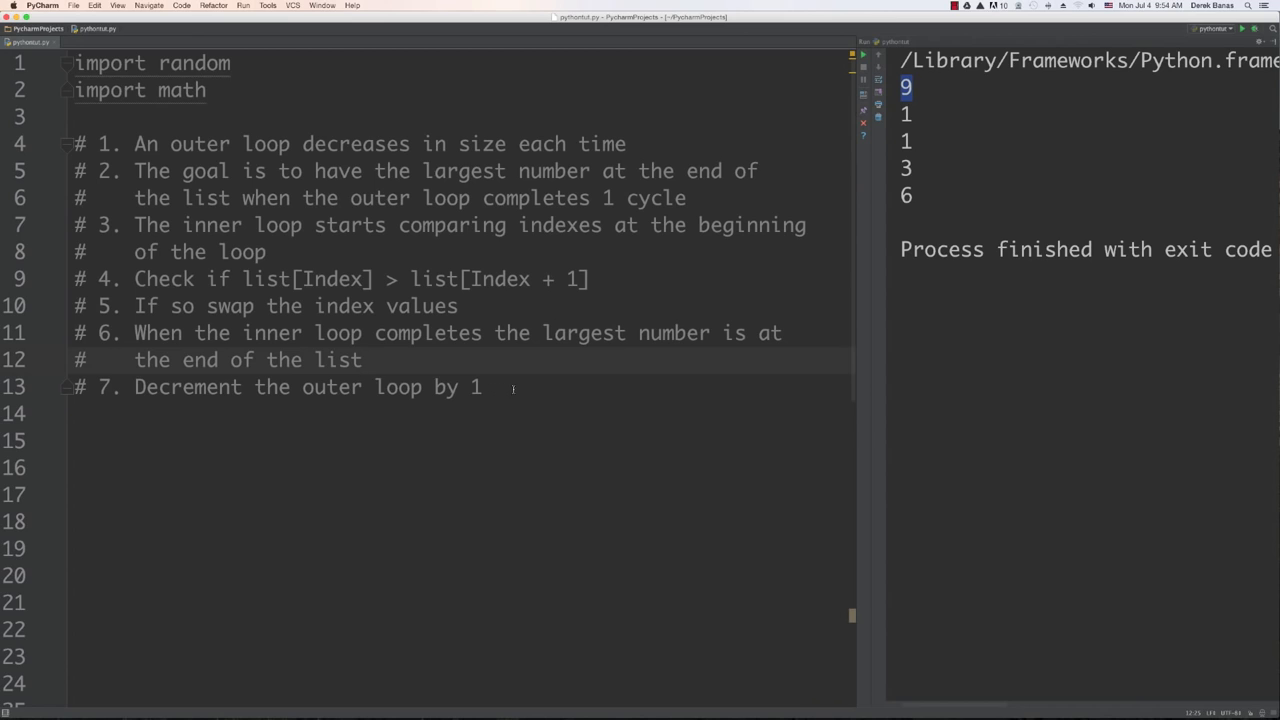 PyCharm File Edit View Navigate Code Refactor Run Tools VCS Window Help
10 Mon Jul 4 9:54 AM Derek Banas
pythontut.py - PycharmProjects - [~/PycharmProjects]
PycharmProjects pythontut.py
pythontut
pythontut.py
Run: pythontut
1 import random
2 import math
3
4 # 1. An outer loop decreases in size each time
5 # 2. The goal is to have the largest number at the end of
6 # the list when the outer loop completes 1 cycle
7 # 3. The inner loop starts comparing indexes at the beginning
8 # of the loop
9 # 4. Check if list[Index] > list[Index + 1]
10 # 5. If so swap the index values
11 # 6. When the inner loop completes the largest number is at
12 # the end of the list
13 # 7. Decrement the outer loop by 1
14
15
16
17
18
19
20
21
22
23
24
/Library/Frameworks/Python.frame
9
1
1
3
6
Process finished with exit code
12:25 LF‡ UTF-8‡